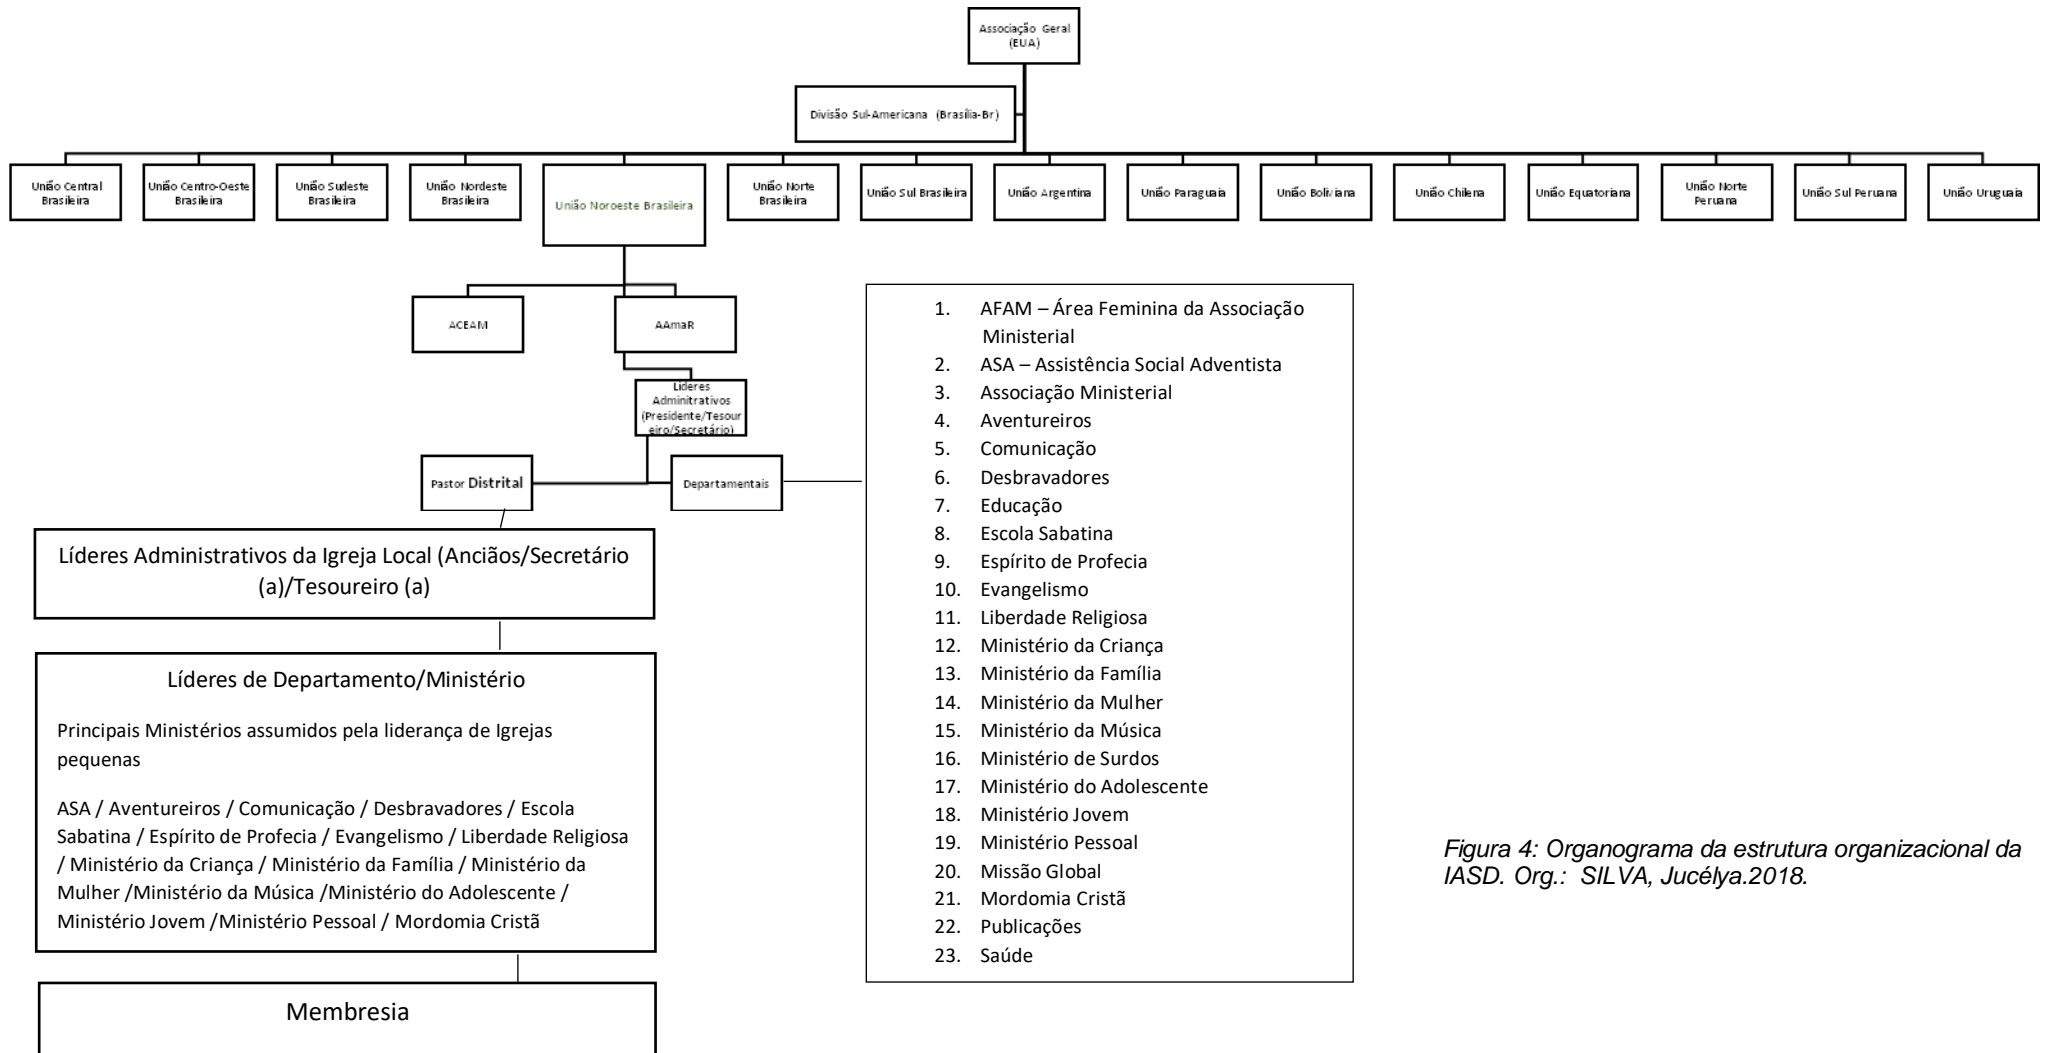 Associação Geral
(EUA)
Divisão Sul-Americana (Brasília-Br)
União Central
Brasileira
União Centro-Oeste
Brasileira
União Sudeste
Brasileira
União Nordeste
Brasileira
União Noroeste Brasileira
União Norte
Brasileira
União Sul Brasileira
União Argentina
União Paraguaia
União Boliviana
União Chilena
União Equatoriana
União Norte
Peruana
União Sul Peruana
União Uruguaia
ACEAM
AAmaR
Líderes
Adminitrativos
(Presidente/Tesour
eiro/Secretário)
Pastor Distrital
Departamentais
1. AFAM – Área Feminina da Associação
Ministerial
2. ASA – Assistência Social Adventista
3. Associação Ministerial
4. Aventureiros
5. Comunicação
6. Desbravadores
7. Educação
8. Escola Sabatina
9. Espírito de Profecia
10. Evangelismo
11. Liberdade Religiosa
12. Ministério da Criança
13. Ministério da Família
14. Ministério da Mulher
15. Ministério da Música
16. Ministério de Surdos
17. Ministério do Adolescente
18. Ministério Jovem
19. Ministério Pessoal
20. Missão Global
21. Mordomia Cristã
22. Publicações
23. Saúde
Líderes Administrativos da Igreja Local (Anciãos/Secretário
(a)/Tesoureiro (a)
Líderes de Departamento/Ministério
Principais Ministérios assumidos pela liderança de Igrejas
pequenas
ASA / Aventureiros / Comunicação / Desbravadores / Escola
Sabatina / Espírito de Profecia / Evangelismo / Liberdade Religiosa
/ Ministério da Criança / Ministério da Família / Ministério da
Mulher /Ministério da Música /Ministério do Adolescente /
Ministério Jovem /Ministério Pessoal / Mordomia Cristã
Membresia
Figura 4: Organograma da estrutura organizacional da
IASD. Org.: SILVA, Jucélya.2018.